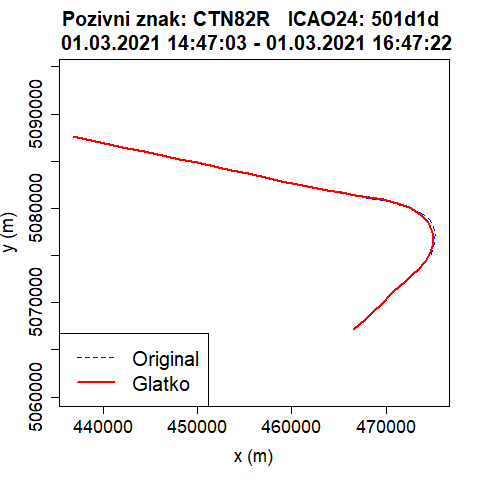 Pozivni znak: CTN82R   ICAO24: 501d1d
01.03.2021 14:47:03 - 01.03.2021 16:47:22
5090000
5080000
5070000
5060000
y (m)
Original
Glatko
440000 450000 460000 470000
x (m)